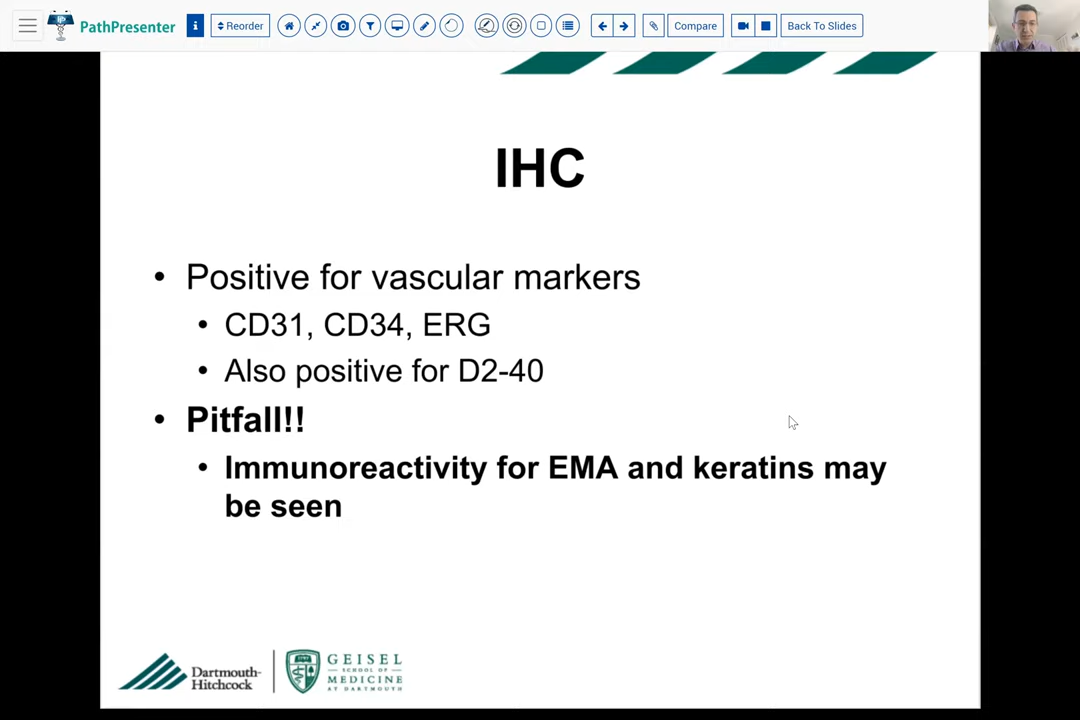 PathPresenter
i
Reorder
Compare
Back To Slides
IHC
• Positive for vascular markers
• CD31, CD34, ERG
• Also positive for D2-40
• Pitfall!!
• Immunoreactivity for EMA and keratins may
be seen
Dartmouth-
Hitchcock
GEISEL
SCHOOL OF
MEDICINE
AT DARTMOUTH